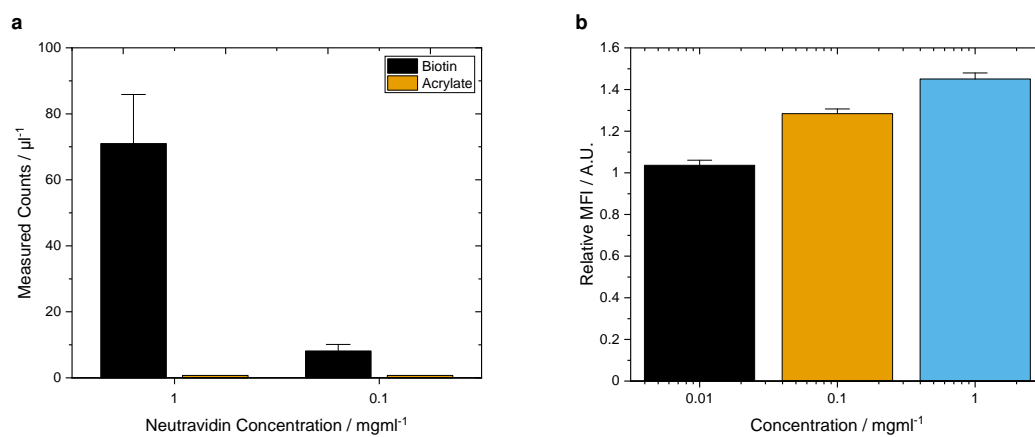 a
100
80
60
40
20
0
Measured Counts / µl⁻¹
Biotin
Acrylate
1
0.1
Neutravidin Concentration / mgml⁻¹
b
1.6
1.4
1.2
1
0.8
0.6
0.4
0.2
0
Relative MFI / A.U.
0.01
0.1
1
Concentration / mgml⁻¹